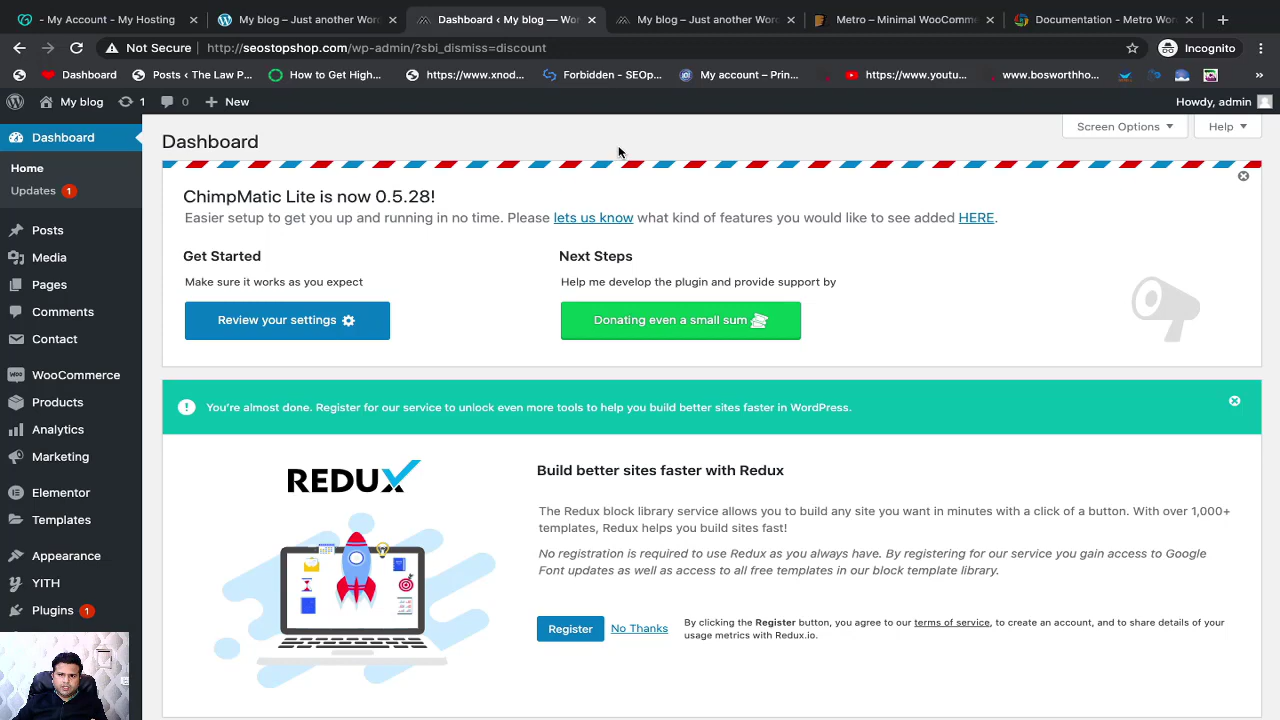 My Account - My Hosting
My blog – Just another WordP
Dashboard ‹ My blog — Wor
My blog – Just another Word
Metro – Minimal WooComme
Documentation - Metro Wor
Not Secure
http://seostopshop.com/wp-admin/?sbi_dismiss=discount
Incognito
Dashboard
Posts ‹ The Law P...
How to Get High...
https://www.xnod...
Forbidden - SEOp...
My account – Prin...
https://www.youtu...
www.bosworthho...
My blog
1
0
New
Howdy, admin
Dashboard
Home
Updates 1
Posts
Media
Pages
Comments
Contact
WooCommerce
Products
Analytics
Marketing
Elementor
Templates
Appearance
YITH
Plugins 1
Dashboard
Screen Options
Help
ChimpMatic Lite is now 0.5.28!
Easier setup to get you up and running in no time. Please lets us know what kind of features you would like to see added HERE.
Get Started
Make sure it works as you expect
Review your settings
Next Steps
Help me develop the plugin and provide support by
Donating even a small sum
You're almost done. Register for our service to unlock even more tools to help you build better sites faster in WordPress.
REDUX
Build better sites faster with Redux
The Redux block library service allows you to build any site you want in minutes with a click of a button. With over 1,000+
templates, Redux helps you build sites fast!
No registration is required to use Redux as you always have. By registering for our service you gain access to Google
Font updates as well as access to all free templates in our block template library.
Register
No Thanks
By clicking the Register button, you agree to our terms of service, to create an account, and to share details of your
usage metrics with Redux.io.